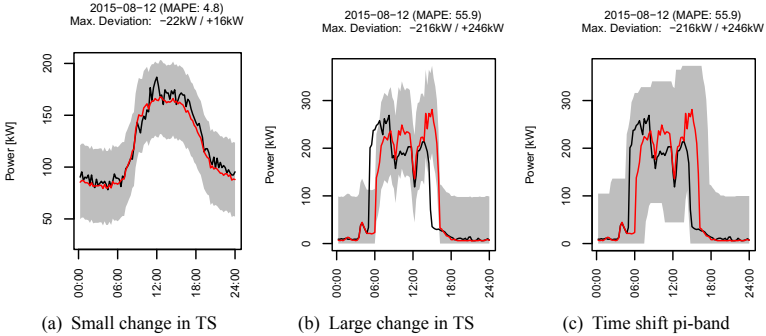 2015−08−12 (MAPE: 4.8)
Max. Deviation: −22kW / +16kW
Power [kW]
200
150
100
50
00:00
06:00
12:00
18:00
24:00
(a) Small change in TS
2015−08−12 (MAPE: 55.9)
Max. Deviation: −216kW / +246kW
Power [kW]
300
200
100
0
00:00
06:00
12:00
18:00
24:00
(b) Large change in TS
2015−08−12 (MAPE: 55.9)
Max. Deviation: −216kW / +246kW
Power [kW]
300
200
100
0
00:00
06:00
12:00
18:00
24:00
(c) Time shift pi-band